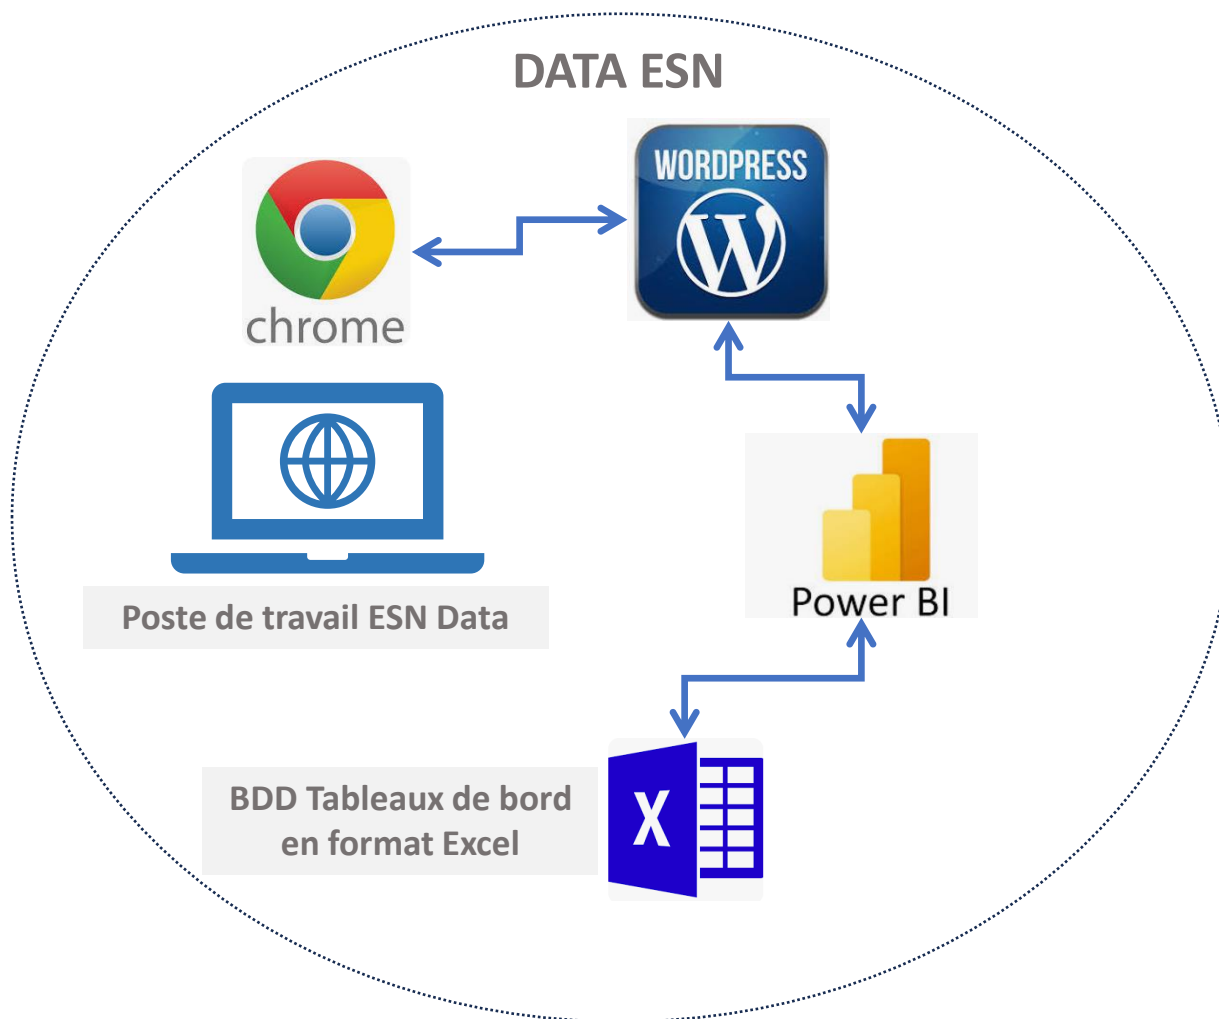 DATA ESN
WORDPRESS
W
chrome
Poste de travail ESN Data
Power BI
BDD Tableaux de bord
en format Excel
X